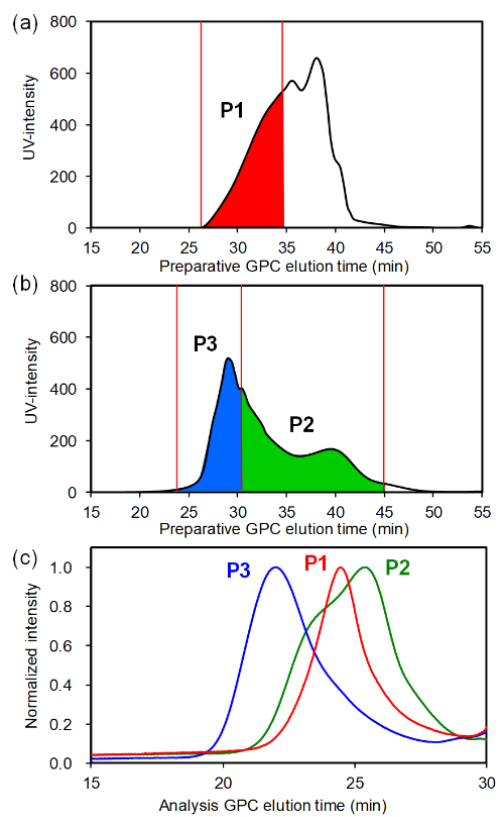 (a)
800
600
400
200
0
UV-intensity
P1
15 20 25 30 35 40 45 50 55
Preparative GPC elution time (min)
(b)
800
600
400
200
0
UV-intensity
P3
P2
15 20 25 30 35 40 45 50 55
Preparative GPC elution time (min)
(c)
1.0
0.8
0.6
0.4
0.2
0.0
Normalized intensity
P3 P1 P2
15 20 25 30
Analysis GPC elution time (min)